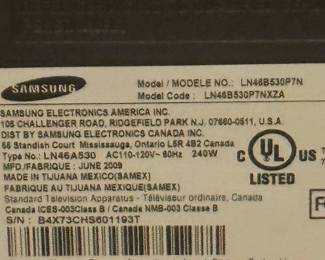 SAMSUNG
Model / MODELE NO.: LN46B530P7N
Model Code : LN46B530P7NXZA
SAMSUNG ELECTRONICS AMERICA INC.
105 CHALLENGER ROAD, RIDGEFIELD PARK N.J. 07660-0511, U.S.A.
DIST BY SAMSUNG ELECTRONICS CANADA INC.
55 Standish Court Mississauga, Ontario L5R 4B2 Canada
Type No.: LN46A530 AC110-120V~ 60Hz 240W
MFD/FABRIQUE : JUNE 2009
MADE IN TIJUANA MEXICO(SAMEX)
FABRIQUE AU TIJUANA MEXIQUE(SAMEX)
Standard Television Apparatus - Téléviseur ordinaire, Canada
Canada ICES-003Class B / Canada NMB-003 Classe B
S/N : B4X73CHS601193T
C UL US
LISTED